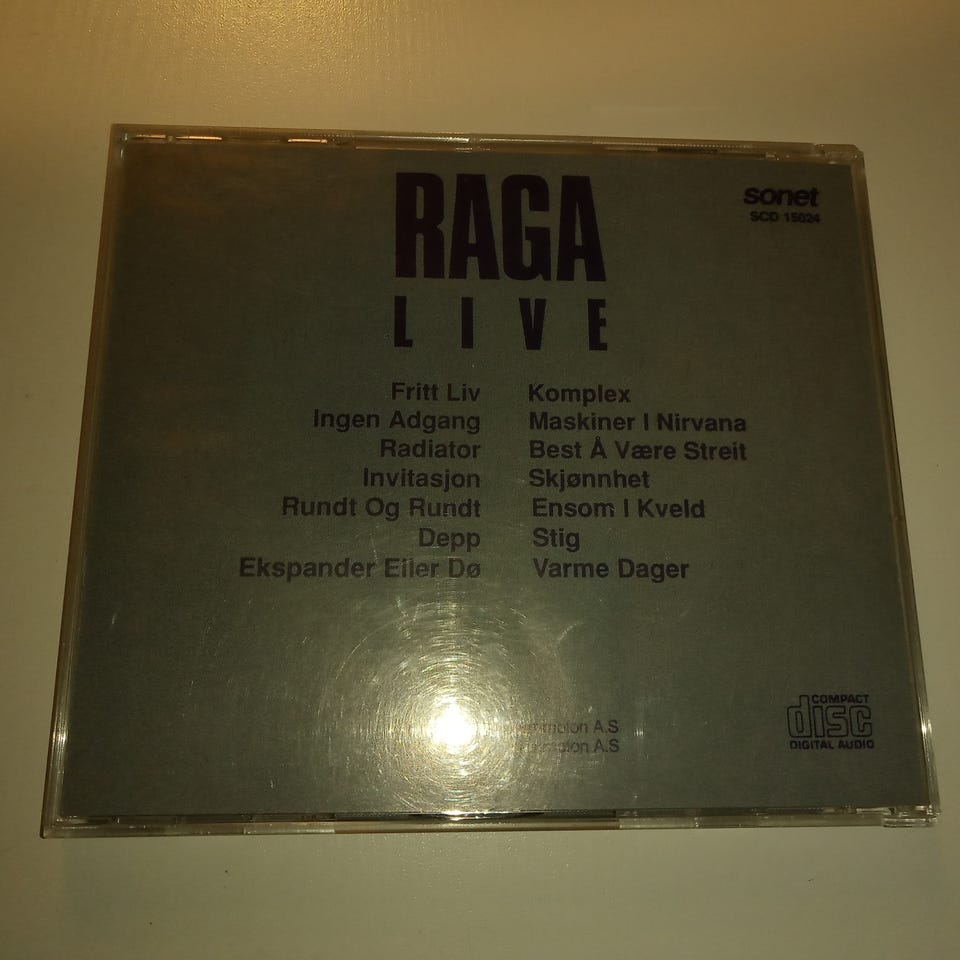 RAGA
LIVE
sonet
SCD 15024
Fritt Liv
Ingen Adgang
Radiator
Invitasjon
Rundt Og Rundt
Depp
Ekspander Eller Dø
Komplex
Maskiner I Nirvana
Best Å Være Streit
Skjønnhet
Ensom I Kveld
Stig
Varme Dager
A.S
A.S
COMPACT
disc
DIGITAL AUDIO